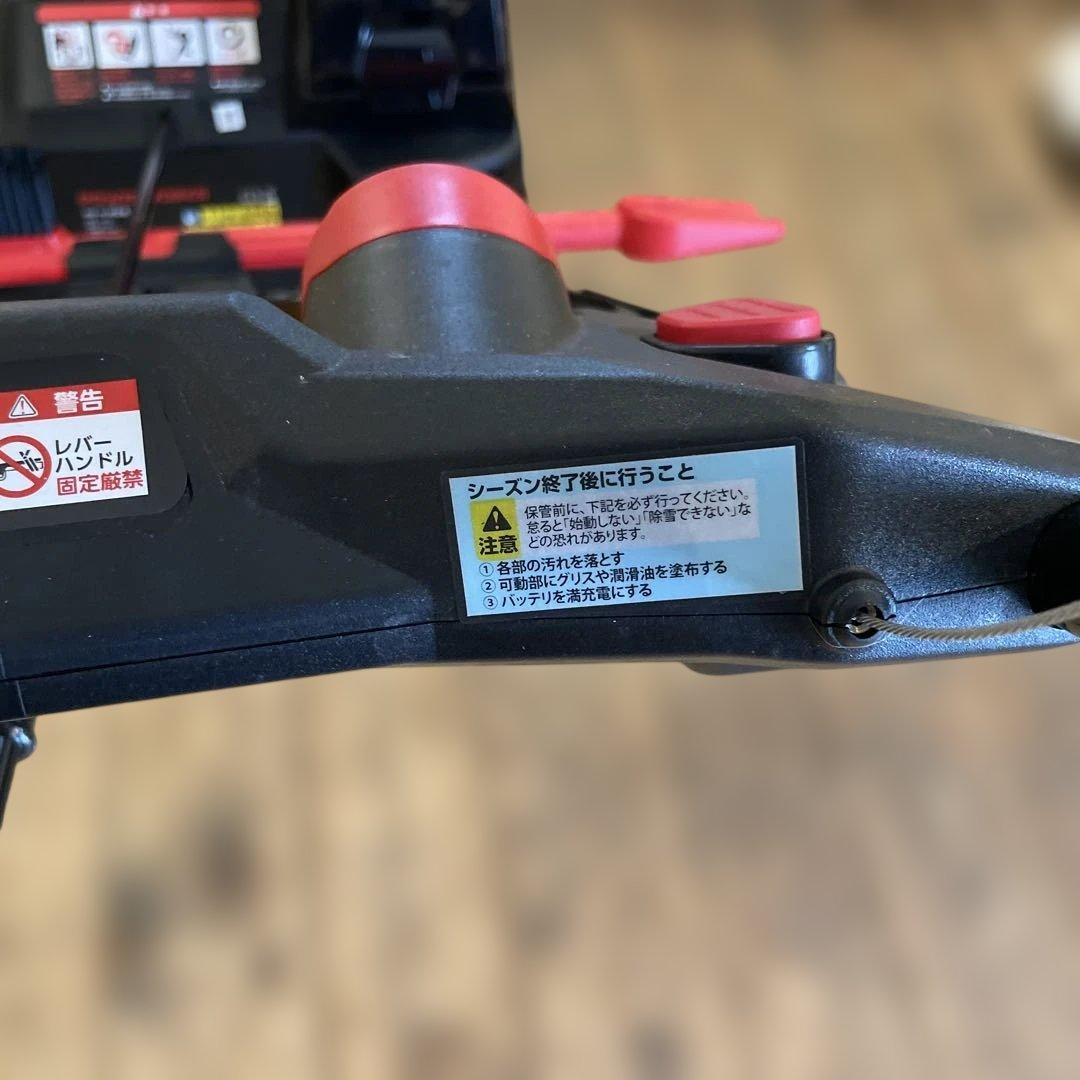 警告
レバー
ハンドル
固定厳禁
シーズン終了後に行うこと
注意
保管前に、下記を必ず行ってください。
怠ると「始動しない」「除雪できない」な
どの恐れがあります。
① 各部の汚れを落とす
② 可動部にグリスや潤滑油を塗布する
③ バッテリを満充電にする